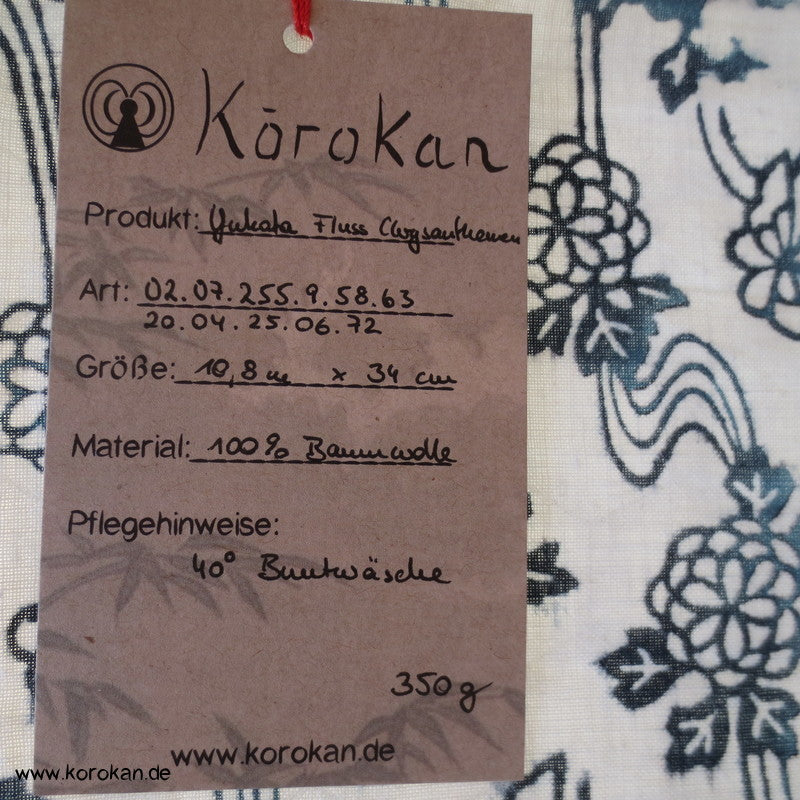 Kōrokan
Produkt: Yukata Fluss Chrysanthemen
Art: 02.07.255.9.58.63
20.04.25.06.72
Größe: 10,8 m x 34 cm
Material: 100% Baumwolle
Pflegehinweise:
40° Buntwäsche
350 g
www.korokan.de
www.korokan.de